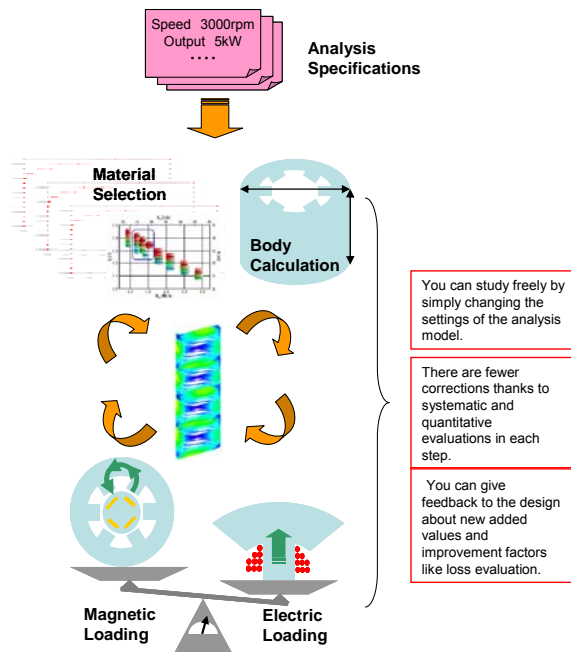 Speed 3000rpm
Output 5kW
....
Analysis
Specifications
Material
Selection
Body
Calculation
You can study freely by
simply changing the
settings of the analysis
model.
There are fewer
corrections thanks to
systematic and
quantitative
evaluations in each
step.
You can give
feedback to the design
about new added
values and
improvement factors
like loss evaluation.
Magnetic
Loading
Electric
Loading